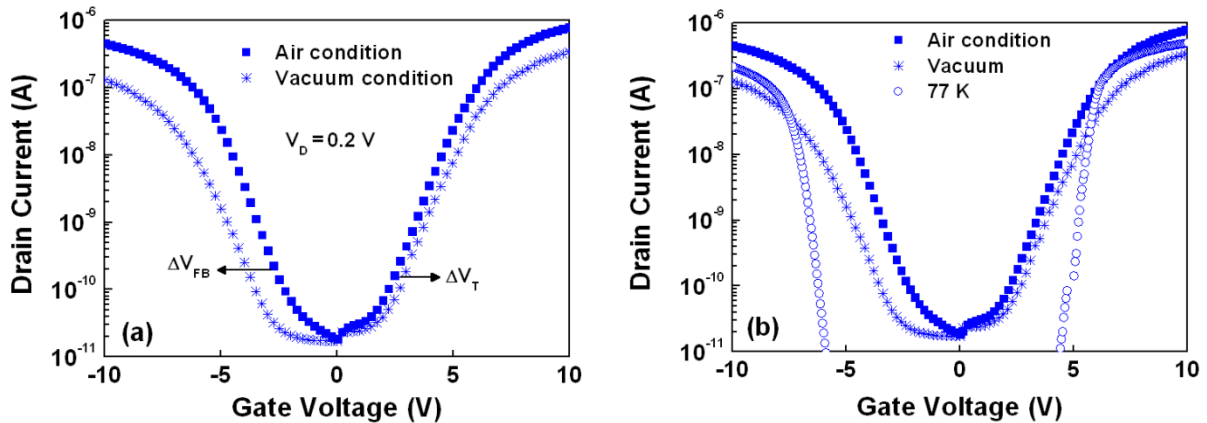 10⁻⁶
10⁻⁷
10⁻⁸
10⁻⁹
10⁻¹⁰
10⁻¹¹
Drain Current (A)
Air condition
Vacuum condition
V_D = 0.2 V
ΔV_FB
ΔV_T
(a)
-10 -5 0 5 10
Gate Voltage (V)
10⁻⁶
10⁻⁷
10⁻⁸
10⁻⁹
10⁻¹⁰
10⁻¹¹
Drain Current (A)
Air condition
Vacuum
77 K
(b)
-10 -5 0 5 10
Gate Voltage (V)